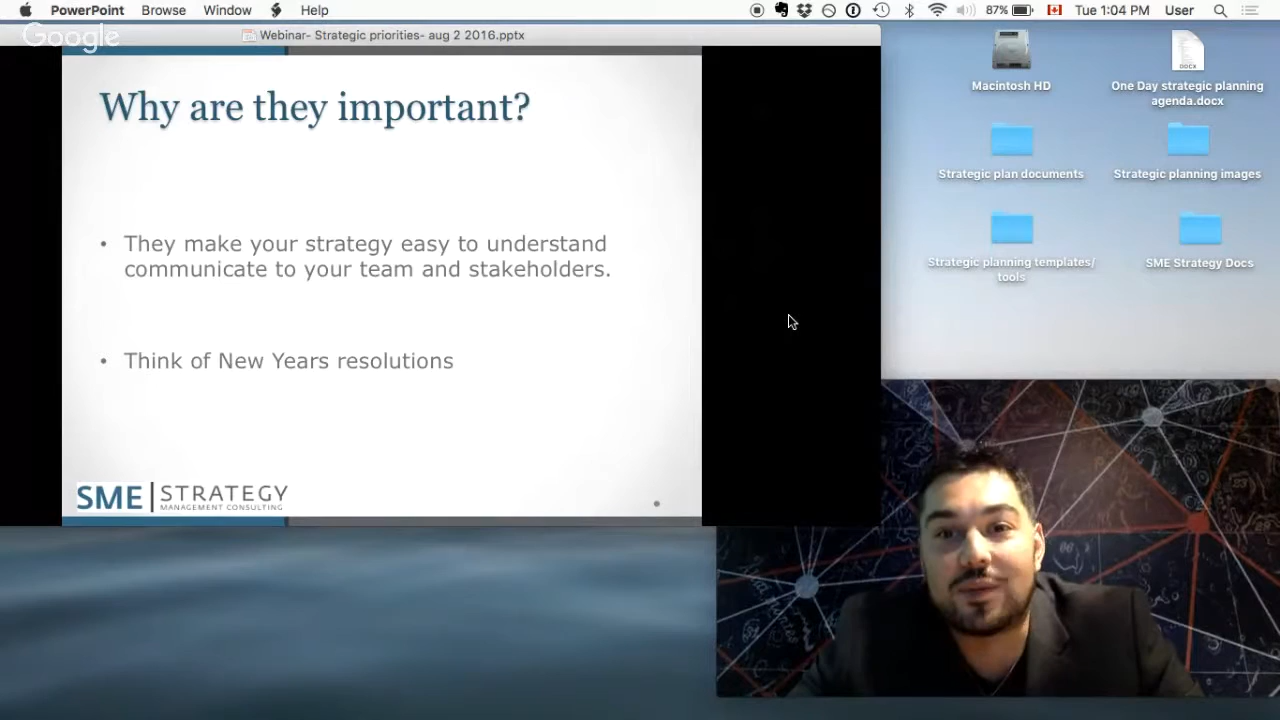 PowerPoint Browse Window Help 87% Tue 1:04 PM User
Google
Webinar- Strategic priorities- aug 2 2016.pptx
Why are they important?
• They make your strategy easy to understand
communicate to your team and stakeholders.
• Think of New Years resolutions
SME STRATEGY
MANAGEMENT CONSULTING
Macintosh HD
DOCX
One Day strategic planning
agenda.docx
Strategic plan documents
Strategic planning images
Strategic planning templates/
tools
SME Strategy Docs